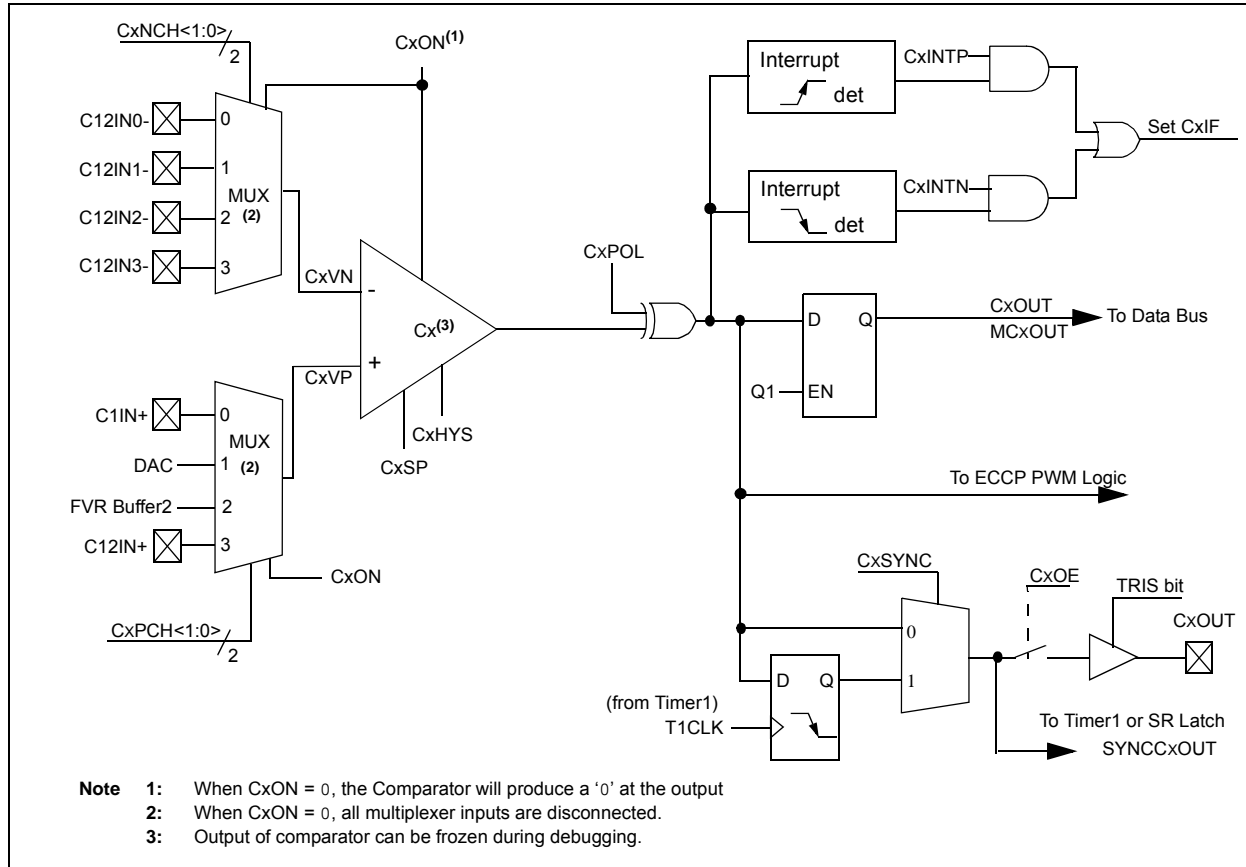 CxNCH<1:0>
2
CxON(1)
C12IN0-
C12IN1-
C12IN2-
C12IN3-
0
1
2
3
MUX
(2)
CxVN
-
Cx(3)
+
CxVP
CxHYS
CxSP
C1IN+
DAC
FVR Buffer2
C12IN+
0
1
2
3
MUX
(2)
CxON
CxPCH<1:0>
2
CxPOL
Interrupt
det
CxINTP
Interrupt
det
CxINTN
Set CxIF
D Q
Q1 EN
CxOUT
MCxOUT
To Data Bus
To ECCP PWM Logic
CxSYNC
0
1
D Q
(from Timer1)
T1CLK
CxOE
TRIS bit
CxOUT
To Timer1 or SR Latch
SYNCCxOUT
Note 1: When CxON = 0, the Comparator will produce a ‘0’ at the output
2: When CxON = 0, all multiplexer inputs are disconnected.
3: Output of comparator can be frozen during debugging.